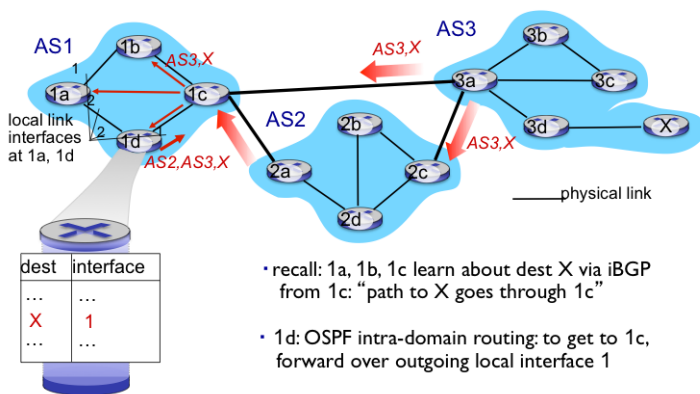 AS1
1b
AS3,X
1
1a
2
1c
local link
interfaces
at 1a, 1d
2
1d
1
AS2,AS3,X
AS3,X
AS3
3b
3a
3c
3d
X
AS2
2b
AS3,X
2a
2c
2d
physical link
dest interface
… …
X 1
… …
▪ recall: 1a, 1b, 1c learn about dest X via iBGP
from 1c: “path to X goes through 1c”
▪ 1d: OSPF intra-domain routing: to get to 1c,
forward over outgoing local interface 1